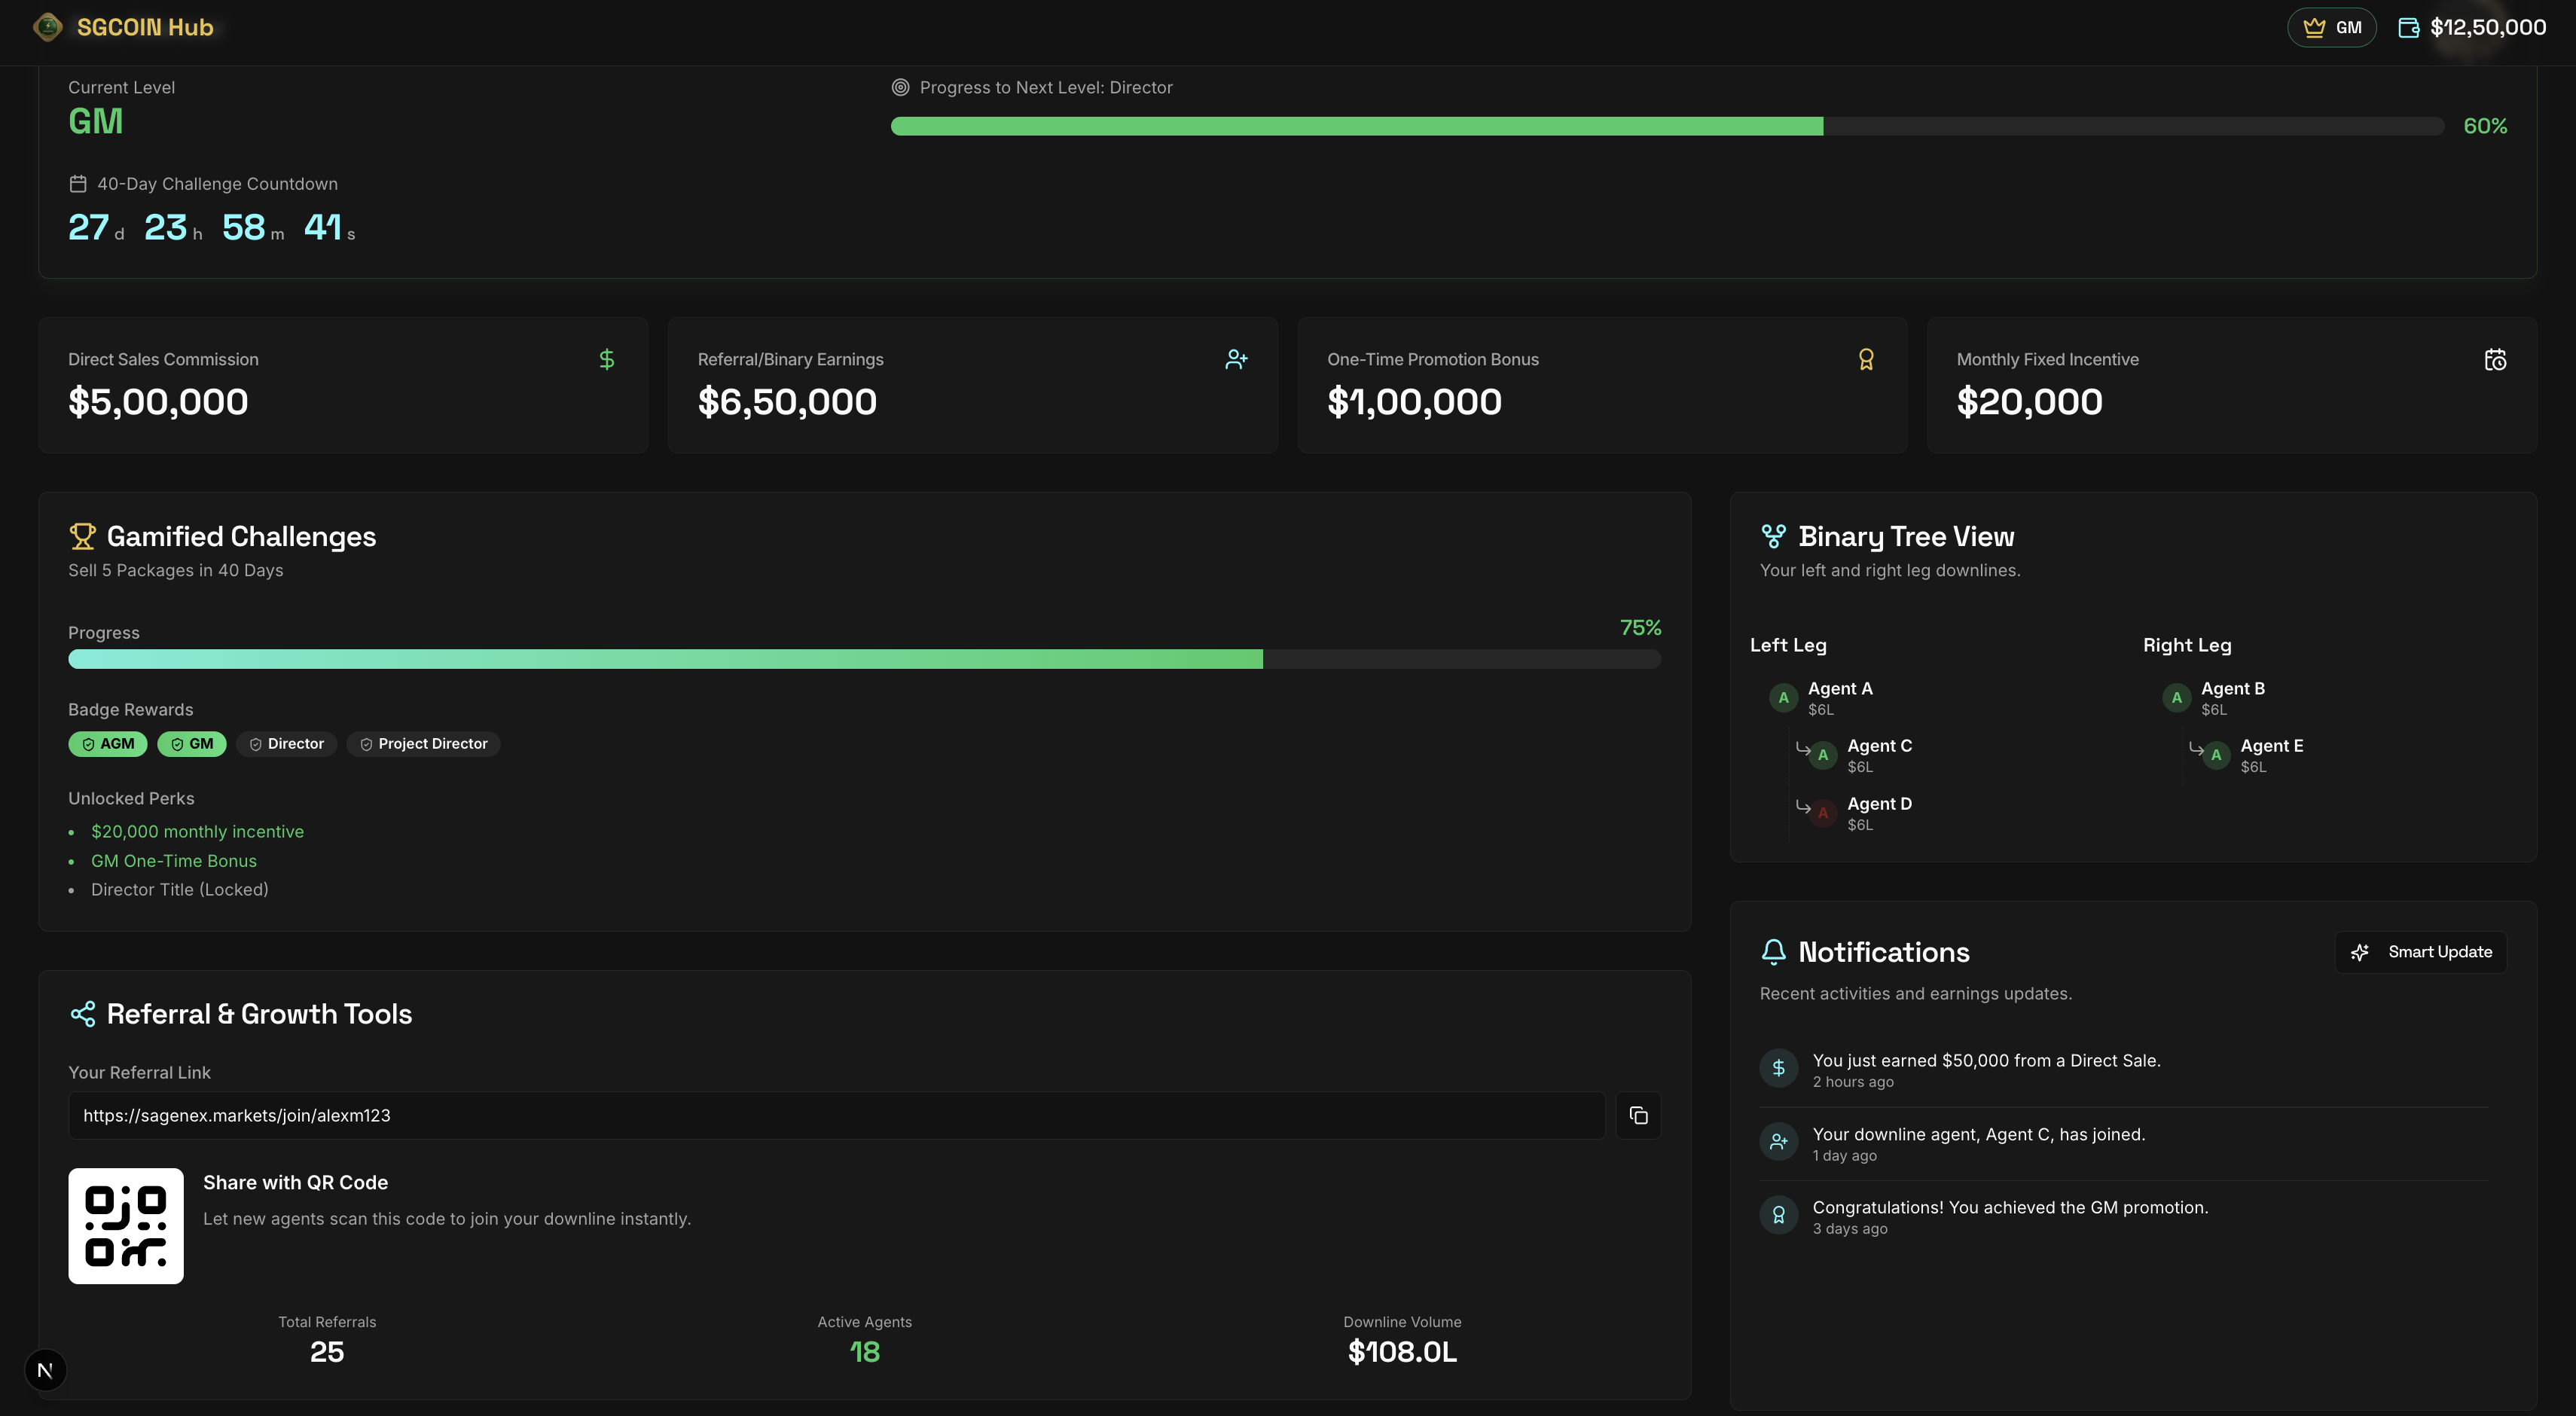 SGCOIN Hub
GM
$12,50,000
Current Level
GM
Progress to Next Level: Director
60%
40-Day Challenge Countdown
27 d 23 h 58 m 41 s
Direct Sales Commission
$5,00,000
Referral/Binary Earnings
$6,50,000
One-Time Promotion Bonus
$1,00,000
Monthly Fixed Incentive
$20,000
Gamified Challenges
Sell 5 Packages in 40 Days
Progress
75%
Badge Rewards
AGM
GM
Director
Project Director
Unlocked Perks
• $20,000 monthly incentive
• GM One-Time Bonus
• Director Title (Locked)
Binary Tree View
Your left and right leg downlines.
Left Leg
A
Agent A
$6L
A
Agent C
$6L
A
Agent D
$6L
Right Leg
A
Agent B
$6L
A
Agent E
$6L
Referral & Growth Tools
Your Referral Link
https://sagenex.markets/join/alexm123
Share with QR Code
Let new agents scan this code to join your downline instantly.
Total Referrals
25
Active Agents
18
Downline Volume
$108.0L
N
Notifications
Smart Update
Recent activities and earnings updates.
You just earned $50,000 from a Direct Sale.
2 hours ago
Your downline agent, Agent C, has joined.
1 day ago
Congratulations! You achieved the GM promotion.
3 days ago